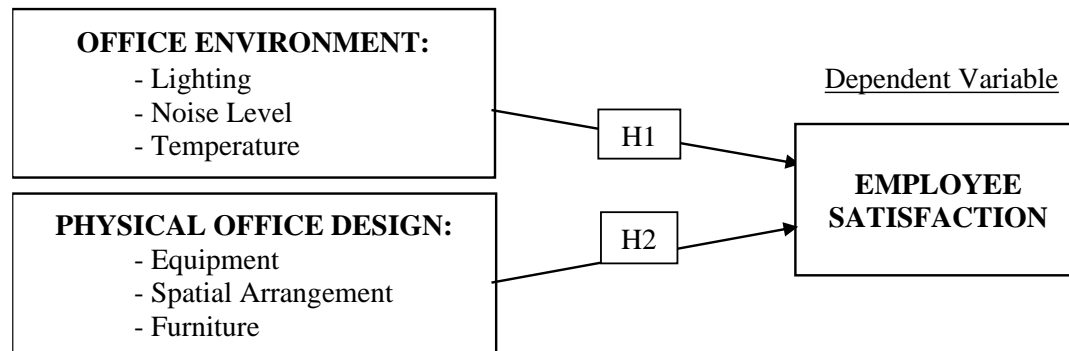 OFFICE ENVIRONMENT:
- Lighting
- Noise Level
- Temperature
Dependent Variable
H1
EMPLOYEE
SATISFACTION
PHYSICAL OFFICE DESIGN:
- Equipment
- Spatial Arrangement
- Furniture
H2